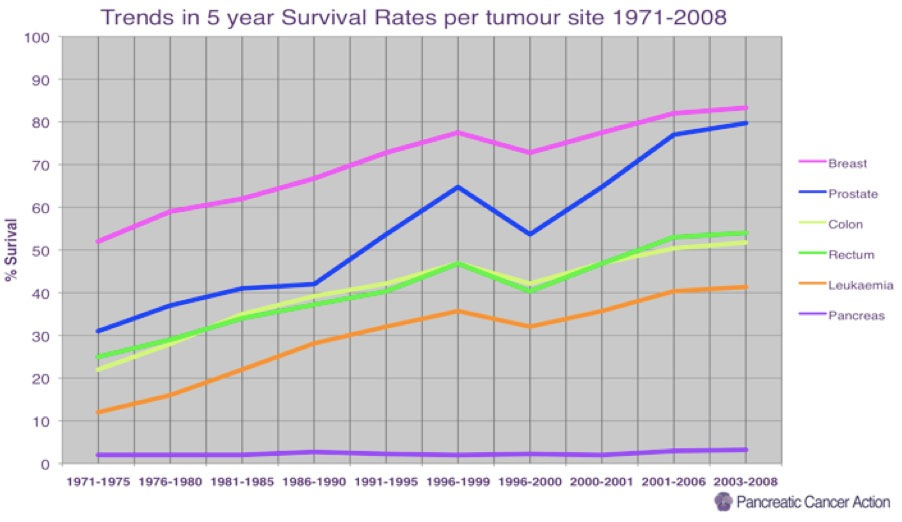 Trends in 5 year Survival Rates per tumour site 1971-2008
% Surival
100
90
80
70
60
50
40
30
20
10
0
1971-1975 1976-1980 1981-1985 1986-1990 1991-1995 1996-1999 1996-2000 2000-2001 2001-2006 2003-2008
Breast
Prostate
Colon
Rectum
Leukaemia
Pancreas
Pancreatic Cancer Action